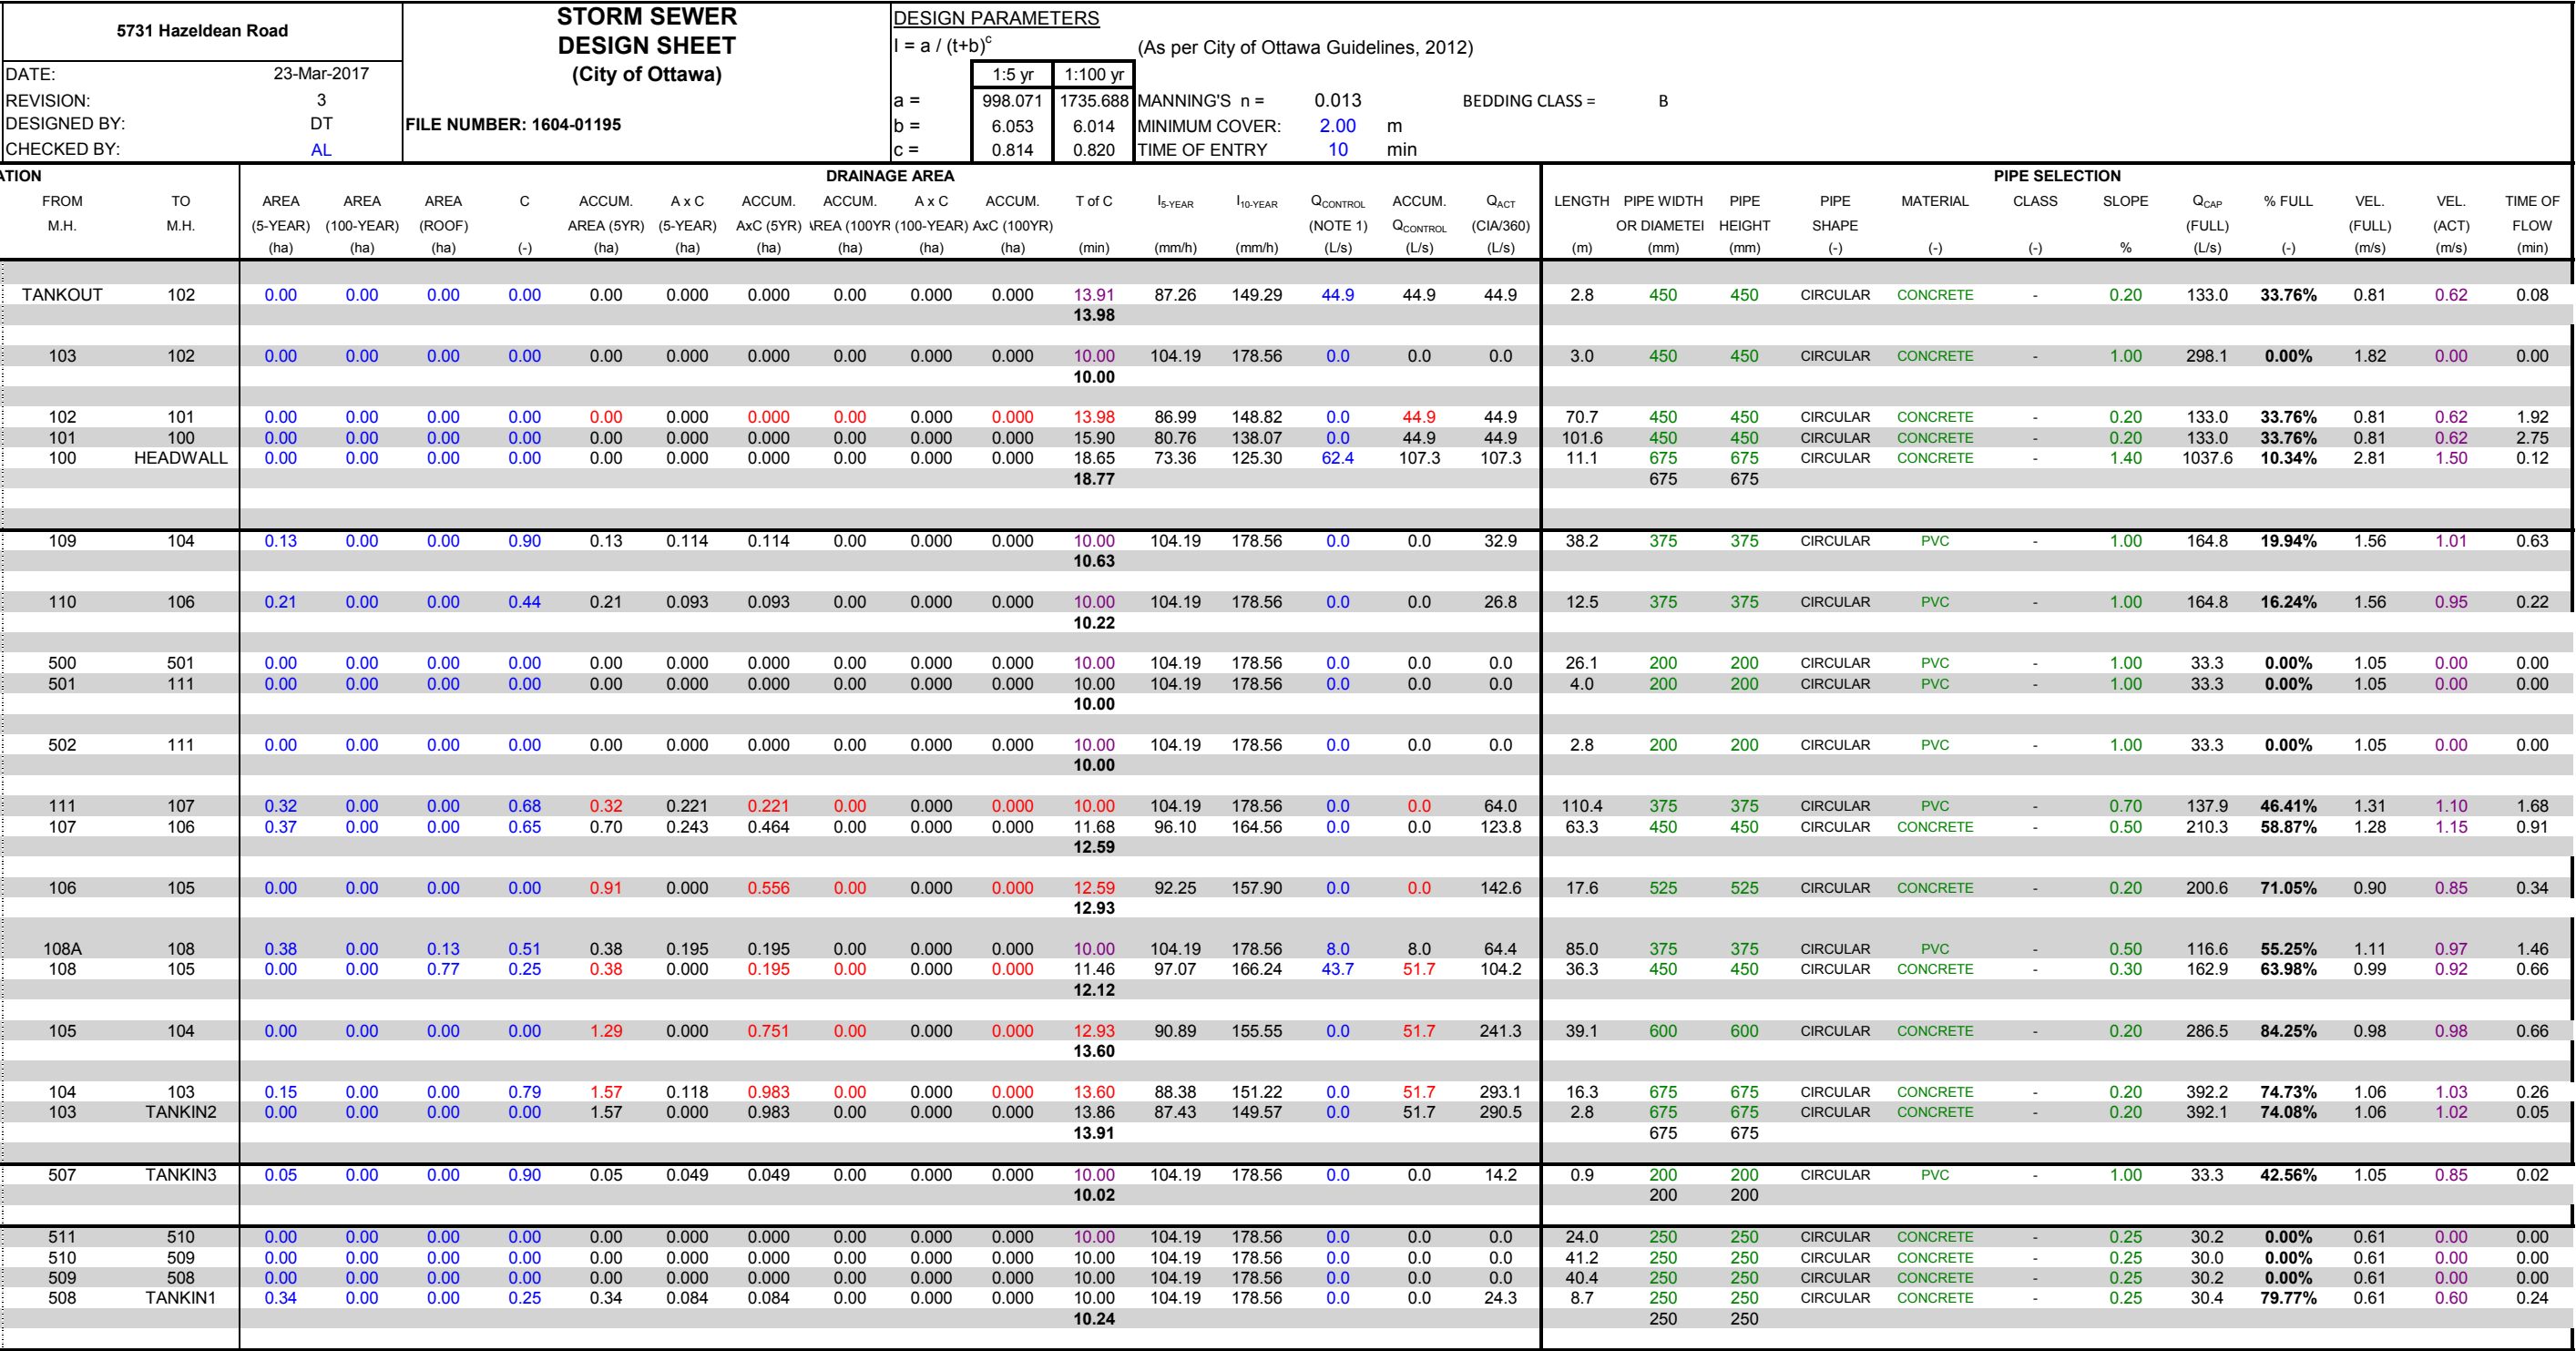 5731 Hazeldean Road
STORM SEWER
DESIGN SHEET
(City of Ottawa)
DESIGN PARAMETERS
I = a / (t+b)^c (As per City of Ottawa Guidelines, 2012)
DATE: 23-Mar-2017
1:5 yr 1:100 yr
REVISION: 3
a = 998.071 1735.688 MANNING'S n = 0.013 BEDDING CLASS = B
DESIGNED BY: DT FILE NUMBER: 1604-01195
b = 6.053 6.014 MINIMUM COVER: 2.00 m
CHECKED BY: AL
c = 0.814 0.820 TIME OF ENTRY 10 min
ATION DRAINAGE AREA PIPE SELECTION
FROM TO AREA AREA AREA C ACCUM. A x C ACCUM. ACCUM. A x C ACCUM. T of C I5-YEAR I10-YEAR QCONTROL ACCUM. QACT LENGTH PIPE WIDTH PIPE PIPE MATERIAL CLASS SLOPE QCAP % FULL VEL. VEL. TIME OF
M.H. M.H. (5-YEAR) (100-YEAR) (ROOF) AREA (5YR) (5-YEAR) AxC (5YR) AREA (100YR (100-YEAR) AxC (100YR) (NOTE 1) QCONTROL (CIA/360) OR DIAMETEI HEIGHT SHAPE (FULL) (FULL) (ACT) FLOW
(ha) (ha) (ha) (-) (ha) (ha) (ha) (ha) (ha) (ha) (min) (mm/h) (mm/h) (L/s) (L/s) (L/s) (m) (mm) (mm) (-) (-) (-) % (L/s) (-) (m/s) (m/s) (min)
TANKOUT 102 0.00 0.00 0.00 0.00 0.00 0.000 0.000 0.00 0.000 0.000 13.91 87.26 149.29 44.9 44.9 44.9 2.8 450 450 CIRCULAR CONCRETE - 0.20 133.0 33.76% 0.81 0.62 0.08
13.98
103 102 0.00 0.00 0.00 0.00 0.00 0.000 0.000 0.00 0.000 0.000 10.00 104.19 178.56 0.0 0.0 0.0 3.0 450 450 CIRCULAR CONCRETE - 1.00 298.1 0.00% 1.82 0.00 0.00
10.00
102 101 0.00 0.00 0.00 0.00 0.00 0.000 0.000 0.00 0.000 0.000 13.98 86.99 148.82 0.0 44.9 44.9 70.7 450 450 CIRCULAR CONCRETE - 0.20 133.0 33.76% 0.81 0.62 1.92
101 100 0.00 0.00 0.00 0.00 0.00 0.000 0.000 0.00 0.000 0.000 15.90 80.76 138.07 0.0 44.9 44.9 101.6 450 450 CIRCULAR CONCRETE - 0.20 133.0 33.76% 0.81 0.62 2.75
100 HEADWALL 0.00 0.00 0.00 0.00 0.00 0.000 0.000 0.00 0.000 0.000 18.65 73.36 125.30 62.4 107.3 107.3 11.1 675 675 CIRCULAR CONCRETE - 1.40 1037.6 10.34% 2.81 1.50 0.12
18.77 675 675
109 104 0.13 0.00 0.00 0.90 0.13 0.114 0.114 0.00 0.000 0.000 10.00 104.19 178.56 0.0 0.0 32.9 38.2 375 375 CIRCULAR PVC - 1.00 164.8 19.94% 1.56 1.01 0.63
10.63
110 106 0.21 0.00 0.00 0.44 0.21 0.093 0.093 0.00 0.000 0.000 10.00 104.19 178.56 0.0 0.0 26.8 12.5 375 375 CIRCULAR PVC - 1.00 164.8 16.24% 1.56 0.95 0.22
10.22
500 501 0.00 0.00 0.00 0.00 0.00 0.000 0.000 0.00 0.000 0.000 10.00 104.19 178.56 0.0 0.0 0.0 26.1 200 200 CIRCULAR PVC - 1.00 33.3 0.00% 1.05 0.00 0.00
501 111 0.00 0.00 0.00 0.00 0.00 0.000 0.000 0.00 0.000 0.000 10.00 104.19 178.56 0.0 0.0 0.0 4.0 200 200 CIRCULAR PVC - 1.00 33.3 0.00% 1.05 0.00 0.00
10.00
502 111 0.00 0.00 0.00 0.00 0.00 0.000 0.000 0.00 0.000 0.000 10.00 104.19 178.56 0.0 0.0 0.0 2.8 200 200 CIRCULAR PVC - 1.00 33.3 0.00% 1.05 0.00 0.00
10.00
111 107 0.32 0.00 0.00 0.68 0.32 0.221 0.221 0.00 0.000 0.000 10.00 104.19 178.56 0.0 0.0 64.0 110.4 375 375 CIRCULAR PVC - 0.70 137.9 46.41% 1.31 1.10 1.68
107 106 0.37 0.00 0.00 0.65 0.70 0.243 0.464 0.00 0.000 0.000 11.68 96.10 164.56 0.0 0.0 123.8 63.3 450 450 CIRCULAR CONCRETE - 0.50 210.3 58.87% 1.28 1.15 0.91
12.59
106 105 0.00 0.00 0.00 0.00 0.91 0.000 0.556 0.00 0.000 0.000 12.59 92.25 157.90 0.0 0.0 142.6 17.6 525 525 CIRCULAR CONCRETE - 0.20 200.6 71.05% 0.90 0.85 0.34
12.93
108A 108 0.38 0.00 0.13 0.51 0.38 0.195 0.195 0.00 0.000 0.000 10.00 104.19 178.56 8.0 8.0 64.4 85.0 375 375 CIRCULAR PVC - 0.50 116.6 55.25% 1.11 0.97 1.46
108 105 0.00 0.00 0.77 0.25 0.38 0.000 0.195 0.00 0.000 0.000 11.46 97.07 166.24 43.7 51.7 104.2 36.3 450 450 CIRCULAR CONCRETE - 0.30 162.9 63.98% 0.99 0.92 0.66
12.12
105 104 0.00 0.00 0.00 0.00 1.29 0.000 0.751 0.00 0.000 0.000 12.93 90.89 155.55 0.0 51.7 241.3 39.1 600 600 CIRCULAR CONCRETE - 0.20 286.5 84.25% 0.98 0.98 0.66
13.60
104 103 0.15 0.00 0.00 0.79 1.57 0.118 0.983 0.00 0.000 0.000 13.60 88.38 151.22 0.0 51.7 293.1 16.3 675 675 CIRCULAR CONCRETE - 0.20 392.2 74.73% 1.06 1.03 0.26
103 TANKIN2 0.00 0.00 0.00 0.00 1.57 0.000 0.983 0.00 0.000 0.000 13.86 87.43 149.57 0.0 51.7 290.5 2.8 675 675 CIRCULAR CONCRETE - 0.20 392.1 74.08% 1.06 1.02 0.05
13.91 675 675
507 TANKIN3 0.05 0.00 0.00 0.90 0.05 0.049 0.049 0.00 0.000 0.000 10.00 104.19 178.56 0.0 0.0 14.2 0.9 200 200 CIRCULAR PVC - 1.00 33.3 42.56% 1.05 0.85 0.02
10.02 200 200
511 510 0.00 0.00 0.00 0.00 0.00 0.000 0.000 0.00 0.000 0.000 10.00 104.19 178.56 0.0 0.0 0.0 24.0 250 250 CIRCULAR CONCRETE - 0.25 30.2 0.00% 0.61 0.00 0.00
510 509 0.00 0.00 0.00 0.00 0.00 0.000 0.000 0.00 0.000 0.000 10.00 104.19 178.56 0.0 0.0 0.0 41.2 250 250 CIRCULAR CONCRETE - 0.25 30.0 0.00% 0.61 0.00 0.00
509 508 0.00 0.00 0.00 0.00 0.00 0.000 0.000 0.00 0.000 0.000 10.00 104.19 178.56 0.0 0.0 0.0 40.4 250 250 CIRCULAR CONCRETE - 0.25 30.2 0.00% 0.61 0.00 0.00
508 TANKIN1 0.34 0.00 0.00 0.25 0.34 0.084 0.084 0.00 0.000 0.000 10.00 104.19 178.56 0.0 0.0 24.3 8.7 250 250 CIRCULAR CONCRETE - 0.25 30.4 79.77% 0.61 0.60 0.24
10.24 250 250